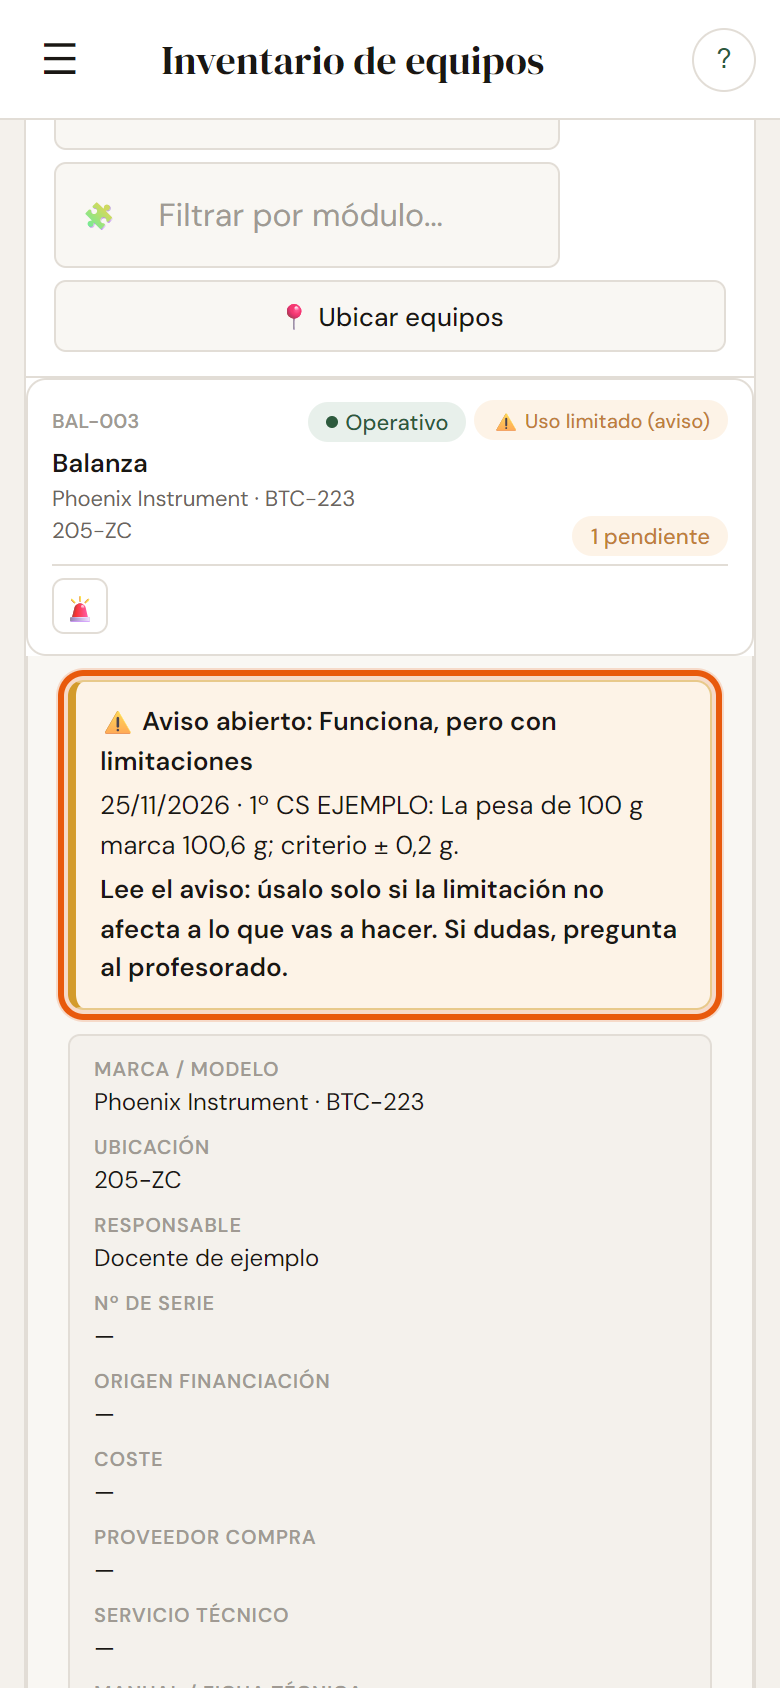 Inventario de equipos
?
Filtrar por módulo...
Ubicar equipos
BAL-003
Operativo
Uso limitado (aviso)
Balanza
Phoenix Instrument · BTC-223
205-ZC
1 pendiente
Aviso abierto: Funciona, pero con
limitaciones
25/11/2026 · 1º CS EJEMPLO: La pesa de 100 g
marca 100,6 g; criterio ± 0,2 g.
Lee el aviso: úsalo solo si la limitación no
afecta a lo que vas a hacer. Si dudas, pregunta
al profesorado.
MARCA / MODELO
Phoenix Instrument · BTC-223
UBICACIÓN
205-ZC
RESPONSABLE
Docente de ejemplo
Nº DE SERIE
—
ORIGEN FINANCIACIÓN
—
COSTE
—
PROVEEDOR COMPRA
—
SERVICIO TÉCNICO
—